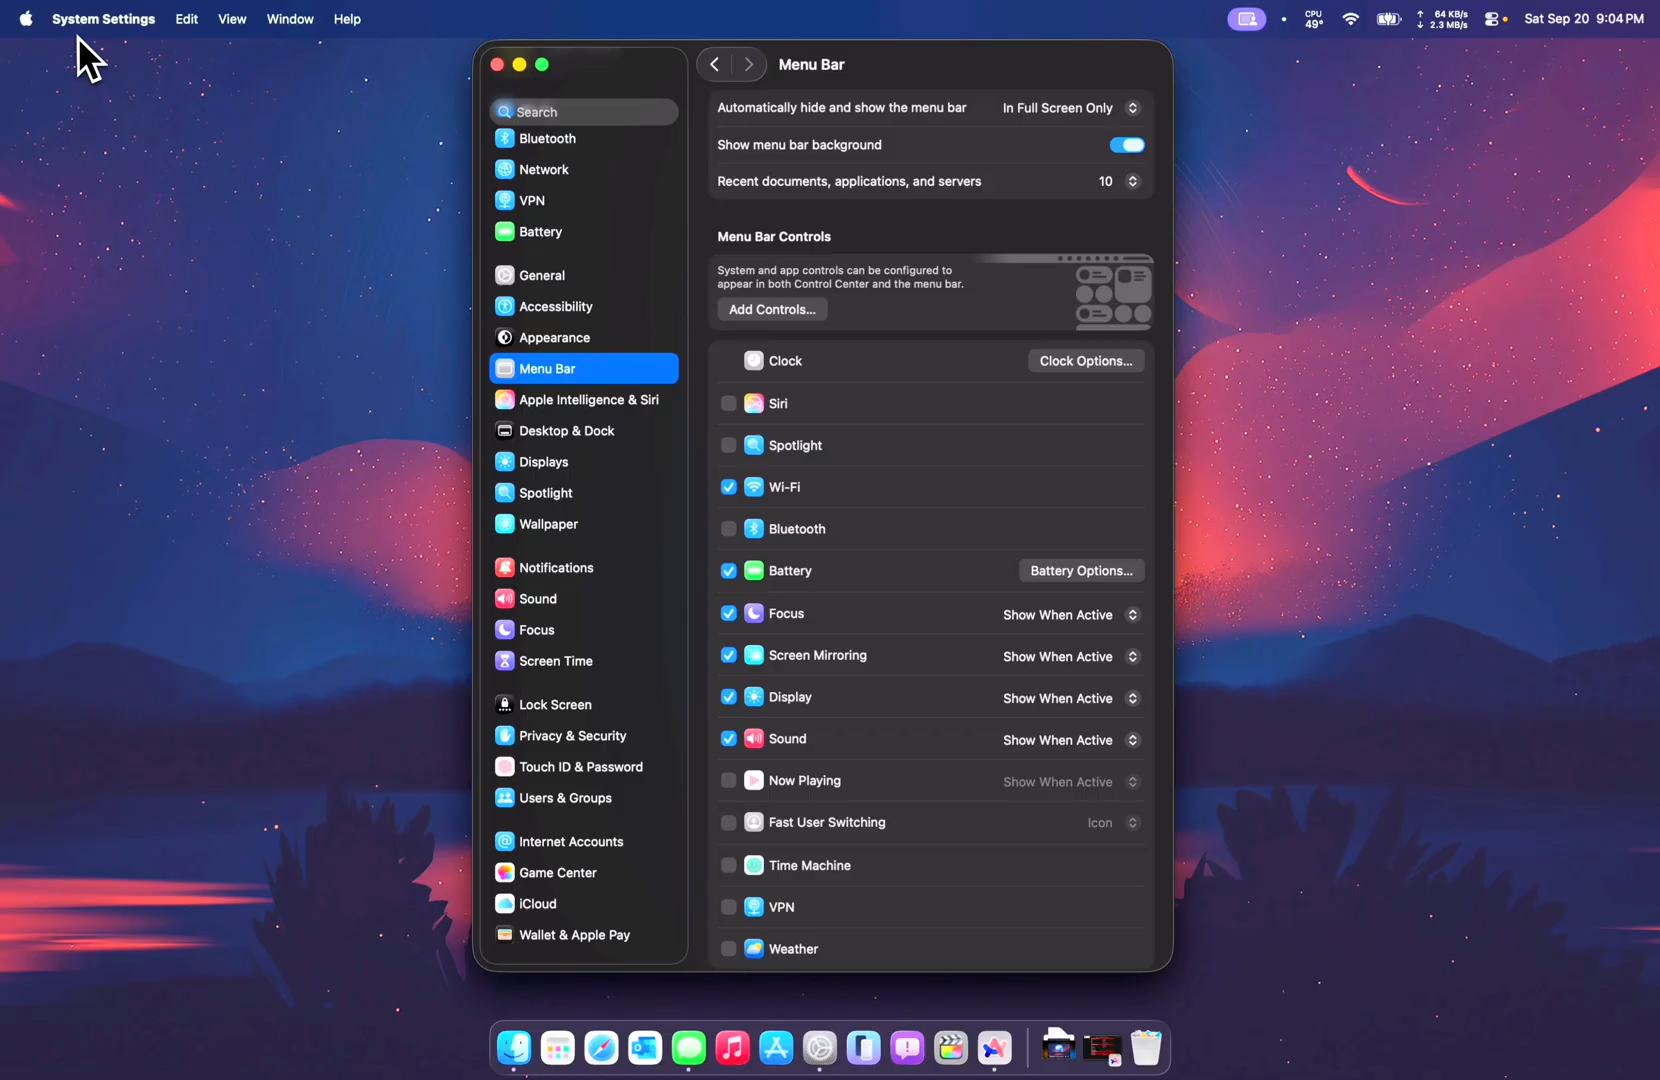 System Settings Edit View Window Help
CPU 64 KB/s Sat Sep 20 9:04 PM
49° 2.3 MB/s
Menu Bar
Search
Bluetooth
Network
VPN
Battery
General
Accessibility
Appearance
Menu Bar
Apple Intelligence & Siri
Desktop & Dock
Displays
Spotlight
Wallpaper
Notifications
Sound
Focus
Screen Time
Lock Screen
Privacy & Security
Touch ID & Password
Users & Groups
Internet Accounts
Game Center
iCloud
Wallet & Apple Pay
Automatically hide and show the menu bar In Full Screen Only
Show menu bar background
Recent documents, applications, and servers 10
Menu Bar Controls
System and app controls can be configured to
appear in both Control Center and the menu bar.
Add Controls...
Clock Clock Options...
Siri
Spotlight
Wi-Fi
Bluetooth
Battery Battery Options...
Focus Show When Active
Screen Mirroring Show When Active
Display Show When Active
Sound Show When Active
Now Playing Show When Active
Fast User Switching Icon
Time Machine
VPN
Weather